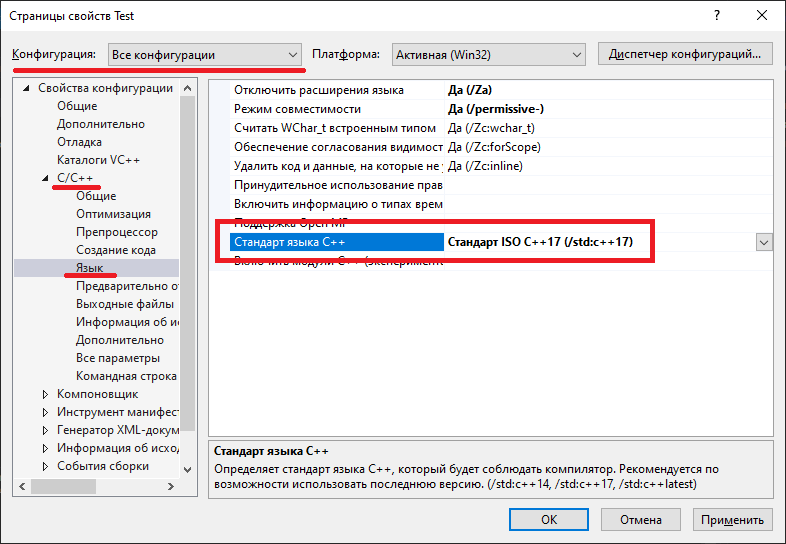 Страницы свойств Test
Конфигурация: Все конфигурации Платформа: Активная (Win32) Диспетчер конфигураций...
Свойства конфигурации
Общие
Дополнительно
Отладка
Каталоги VC++
C/C++
Общие
Оптимизация
Препроцессор
Создание кода
Язык
Предварительно от
Выходные файлы
Информация об ис
Дополнительно
Все параметры
Командная строка
Компоновщик
Инструмент манифест
Генератор XML-докум
Информация об исход
События сборки
Отключить расширения языка Да (/Za)
Режим совместимости Да (/permissive-)
Считать WChar_t встроенным типом Да (/Zc:wchar_t)
Обеспечение согласования видимост Да (/Zc:forScope)
Удалить код и данные, на которые не у Да (/Zc:inline)
Принудительное использование прав
Включить информацию о типах врем
Поддержка Open MP
Стандарт языка C++ Стандарт ISO C++17 (/std:c++17)
Включить модули C++ (эксперимент
Стандарт языка C++
Определяет стандарт языка C++, который будет соблюдать компилятор. Рекомендуется по
возможности использовать последнюю версию. (/std:c++14, /std:c++17, /std:c++latest)
ОК Отмена Применить